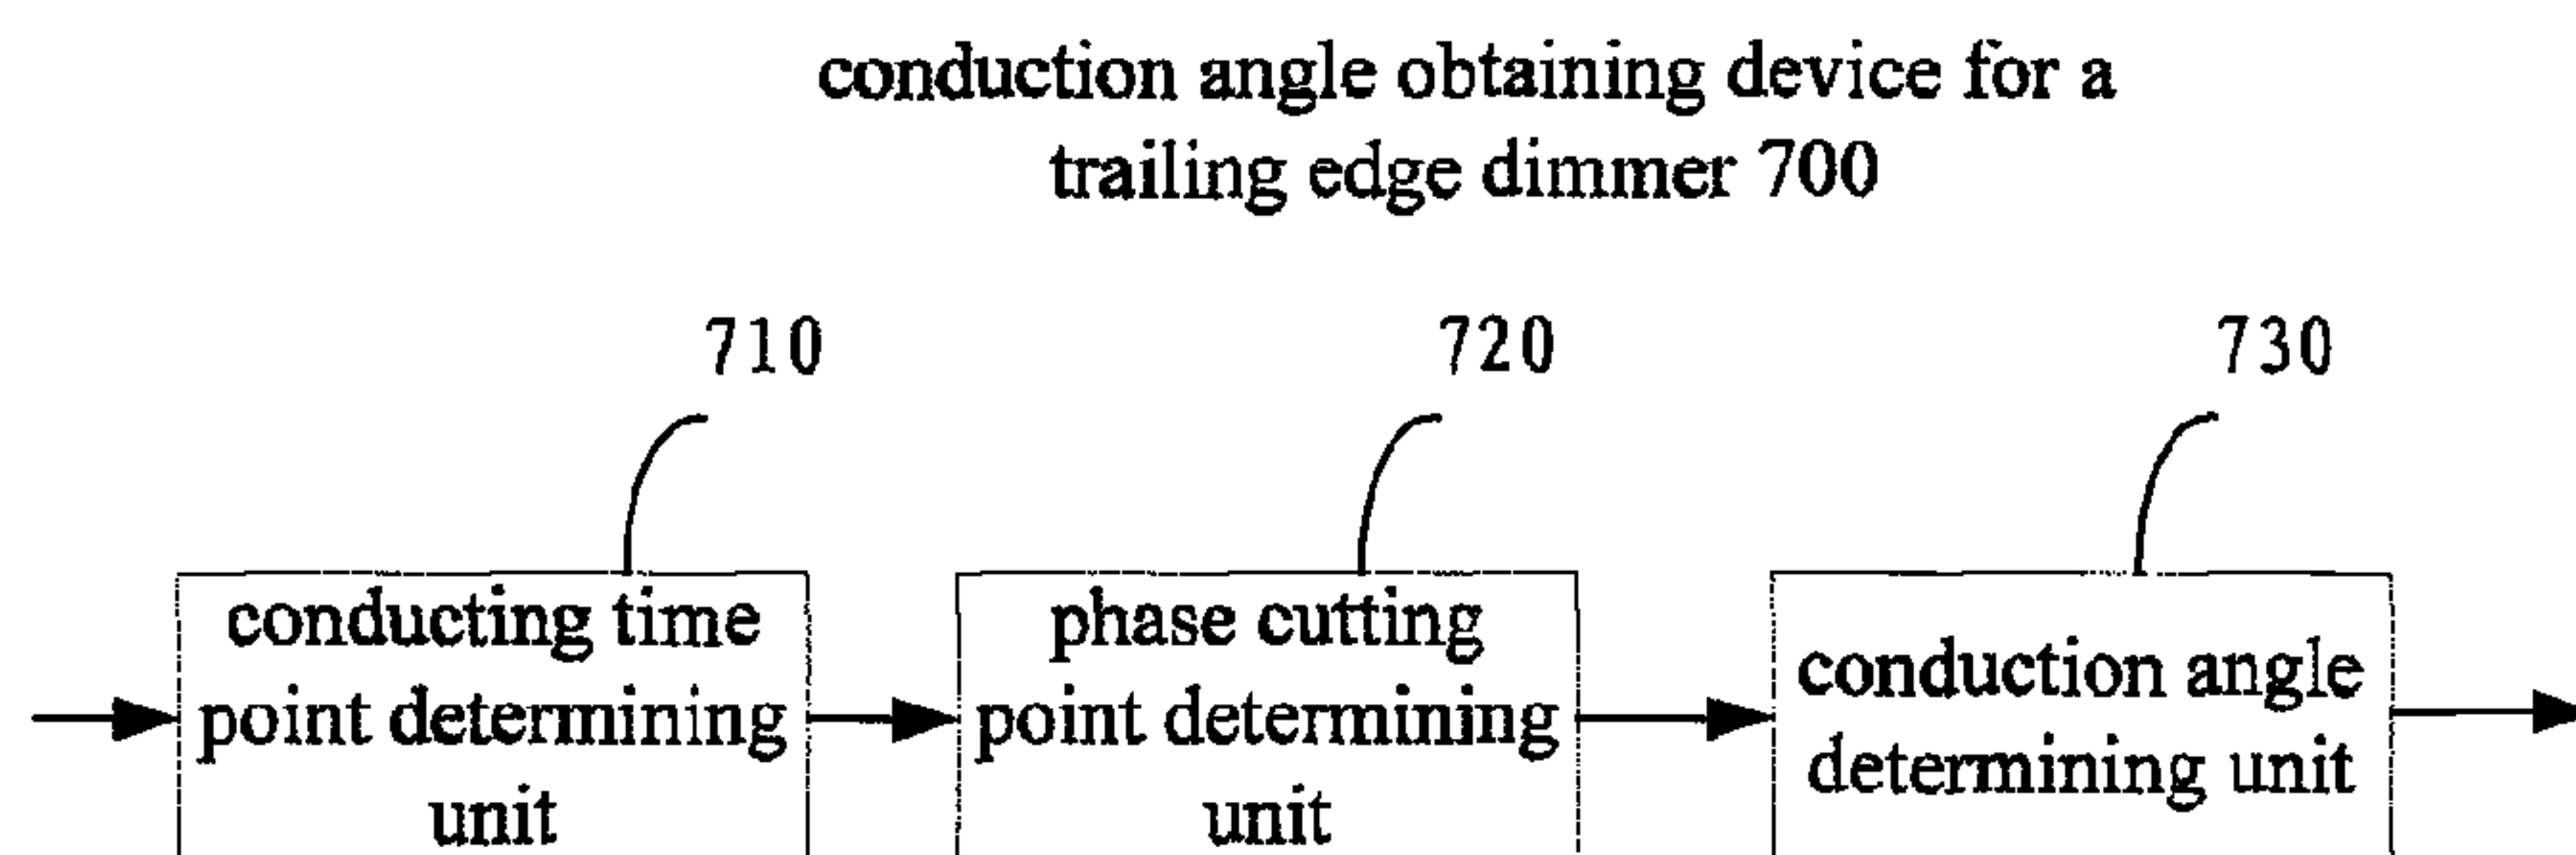 conduction angle obtaining device for a
trailing edge dimmer 700
710
720
730
conducting time
point determining
unit
phase cutting
point determining
unit
conduction angle
determining unit